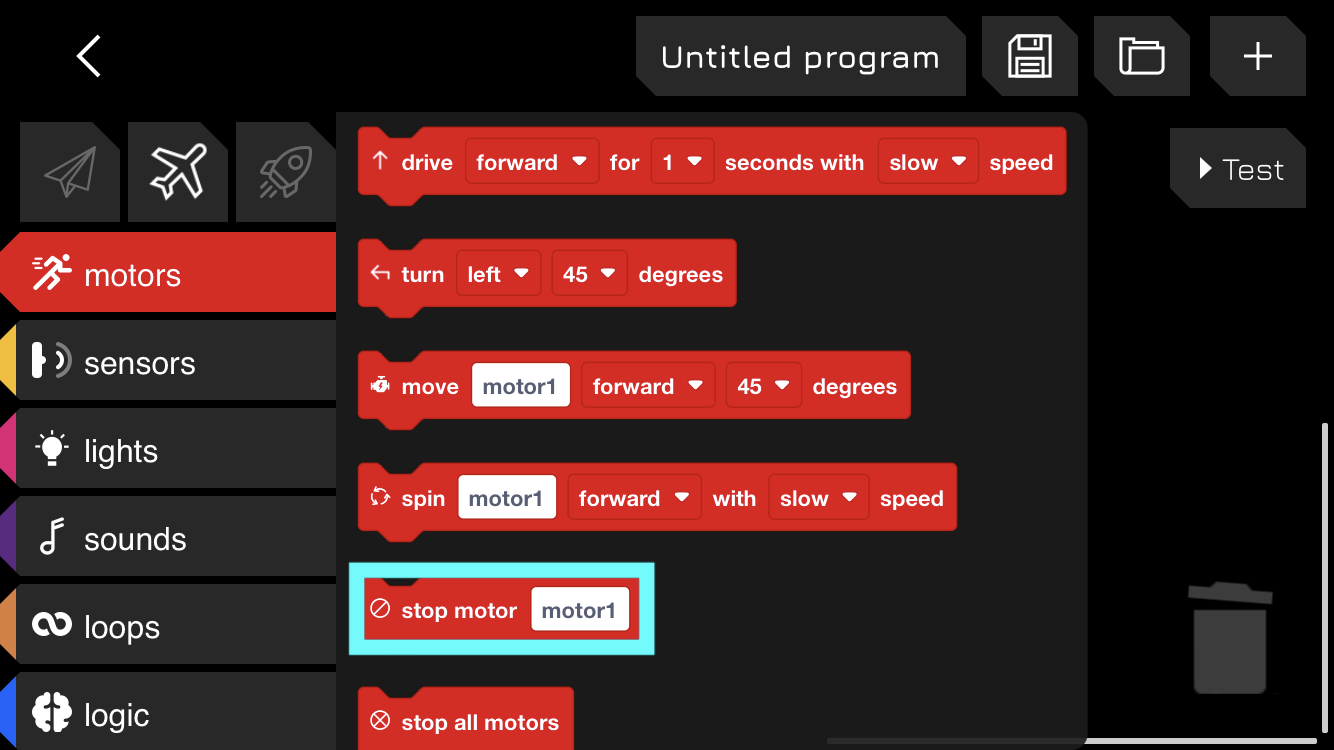 Untitled program
Test
motors
sensors
lights
sounds
loops
logic
drive forward for 1 seconds with slow speed
turn left 45 degrees
move motor1 forward 45 degrees
spin motor1 forward with slow speed
stop motor motor1
stop all motors